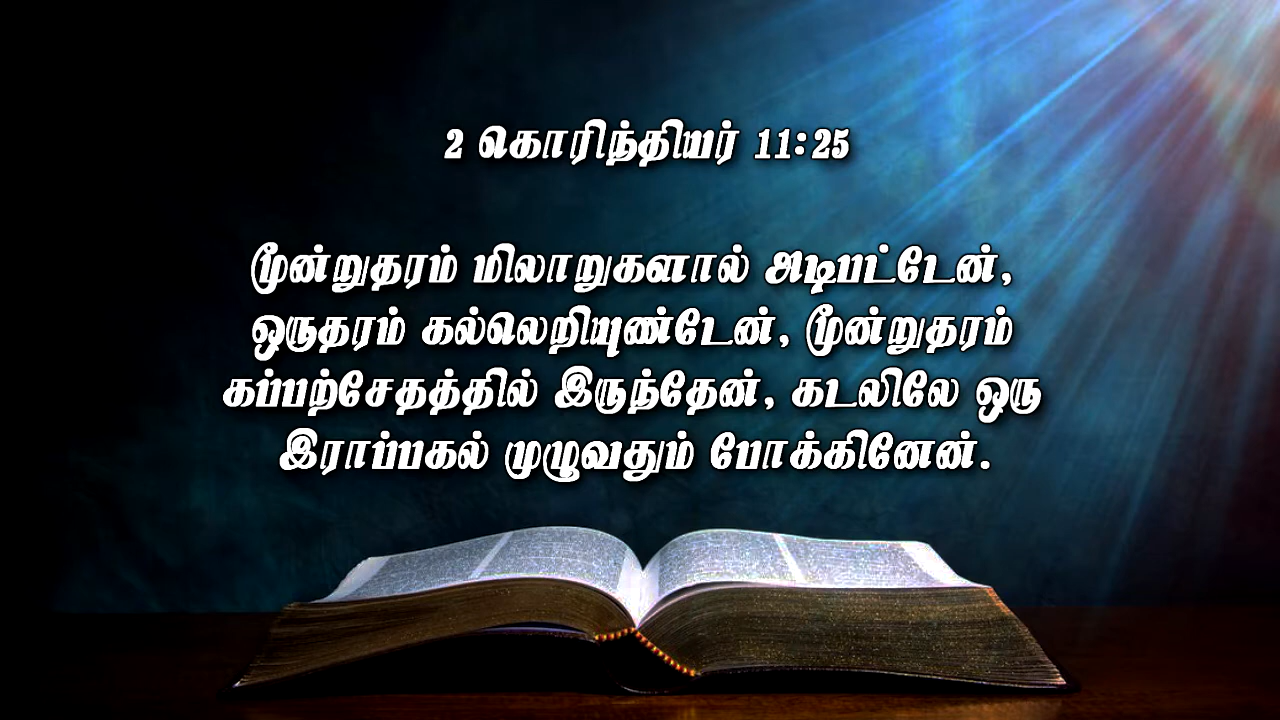 2 கொரிந்தியர் 11:25
மூன்றுதரம் மிலாறுகளால் அடிபட்டேன்,
ஒருதரம் கல்லெறியுண்டேன், மூன்றுதரம்
கப்பற்சேதத்தில் இருந்தேன், கடலிலே ஒரு
இராப்பகல் முழுவதும் போக்கினேன்.